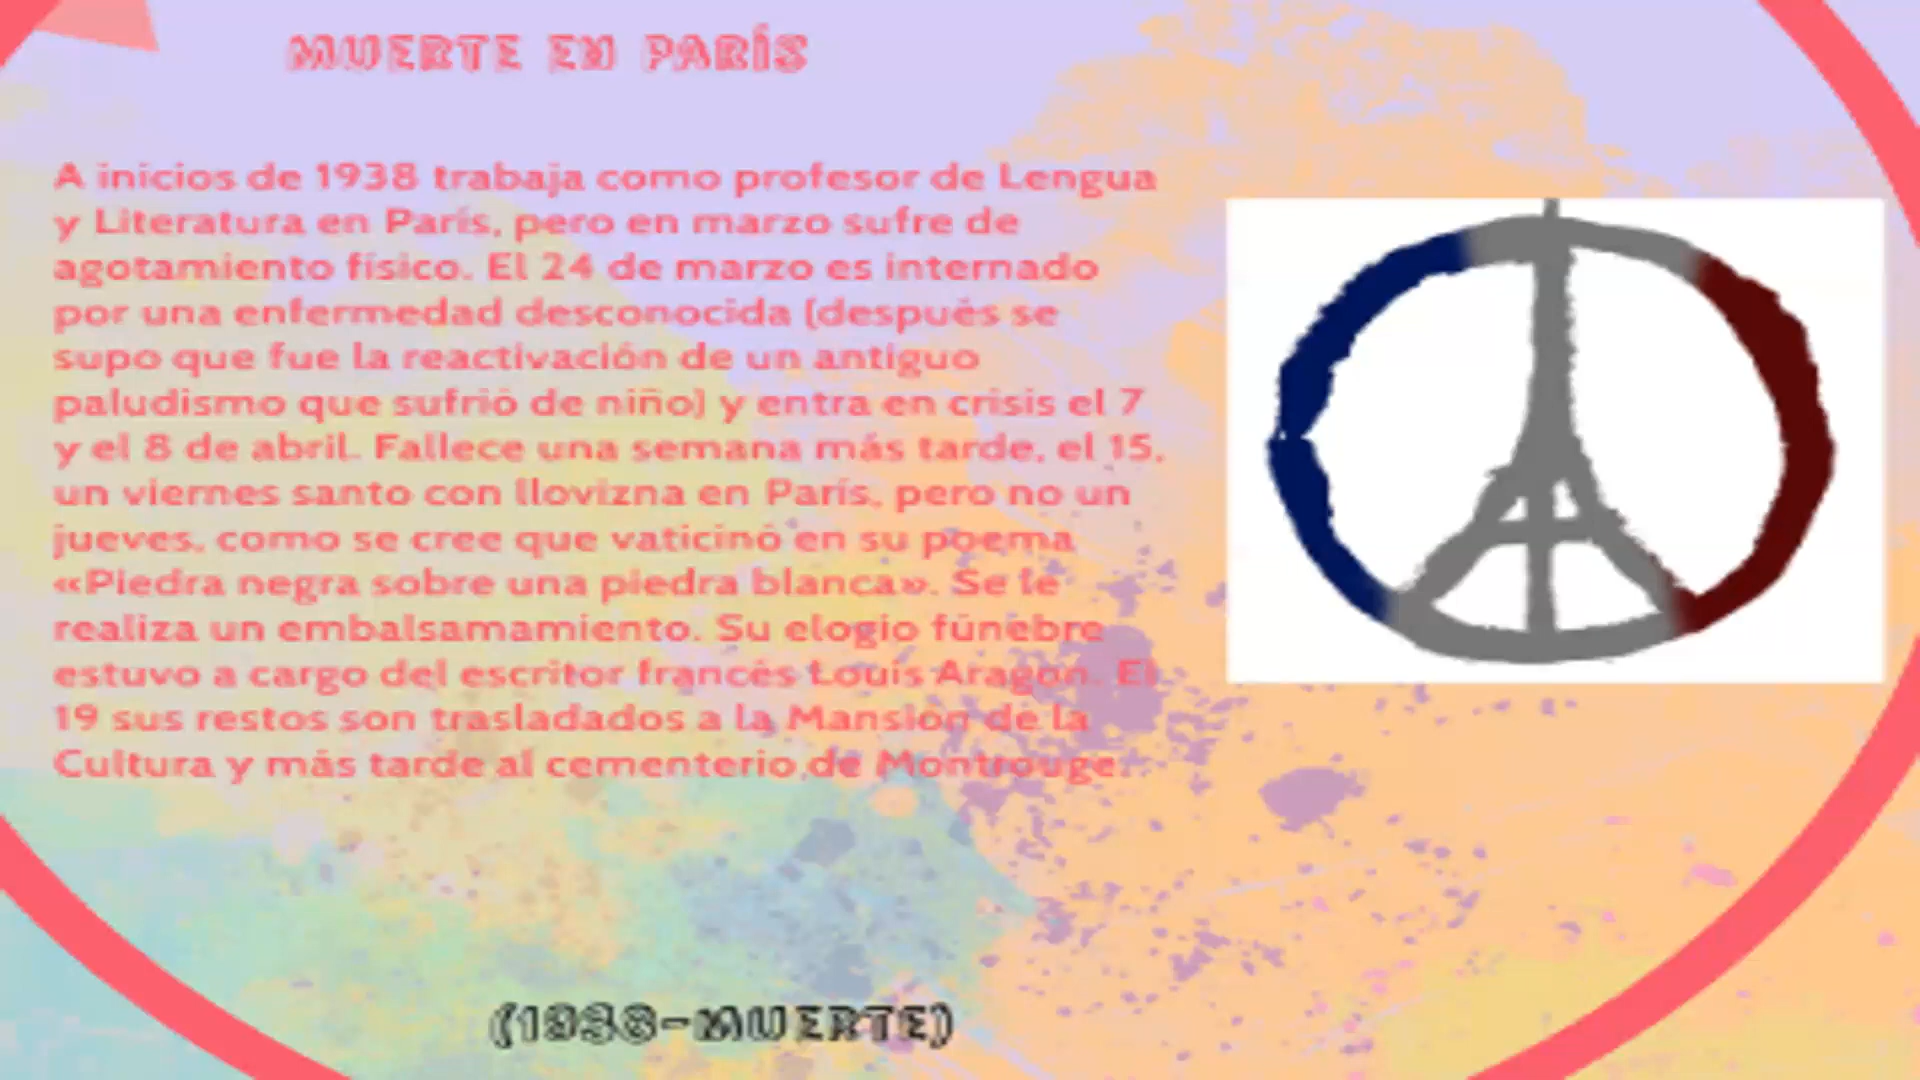 MUERTE EN PARÍS
A inicios de 1938 trabaja como profesor de Lengua
y Literatura en París, pero en marzo sufre de
agotamiento físico. El 24 de marzo es internado
por una enfermedad desconocida (después se
supo que fue la reactivación de un antiguo
paludismo que sufrió de niño) y entra en crisis el 7
y el 8 de abril. Fallece una semana más tarde, el 15,
un viernes santo con llovizna en París, pero no un
jueves, como se cree que vaticinó en su poema
«Piedra negra sobre una piedra blanca». Se le
realiza un embalsamamiento. Su elogio fúnebre
estuvo a cargo del escritor francés Louis Aragon. El
19 sus restos son trasladados a la Mansión de la
Cultura y más tarde al cementerio de Montrouge.
(1938-MUERTE)